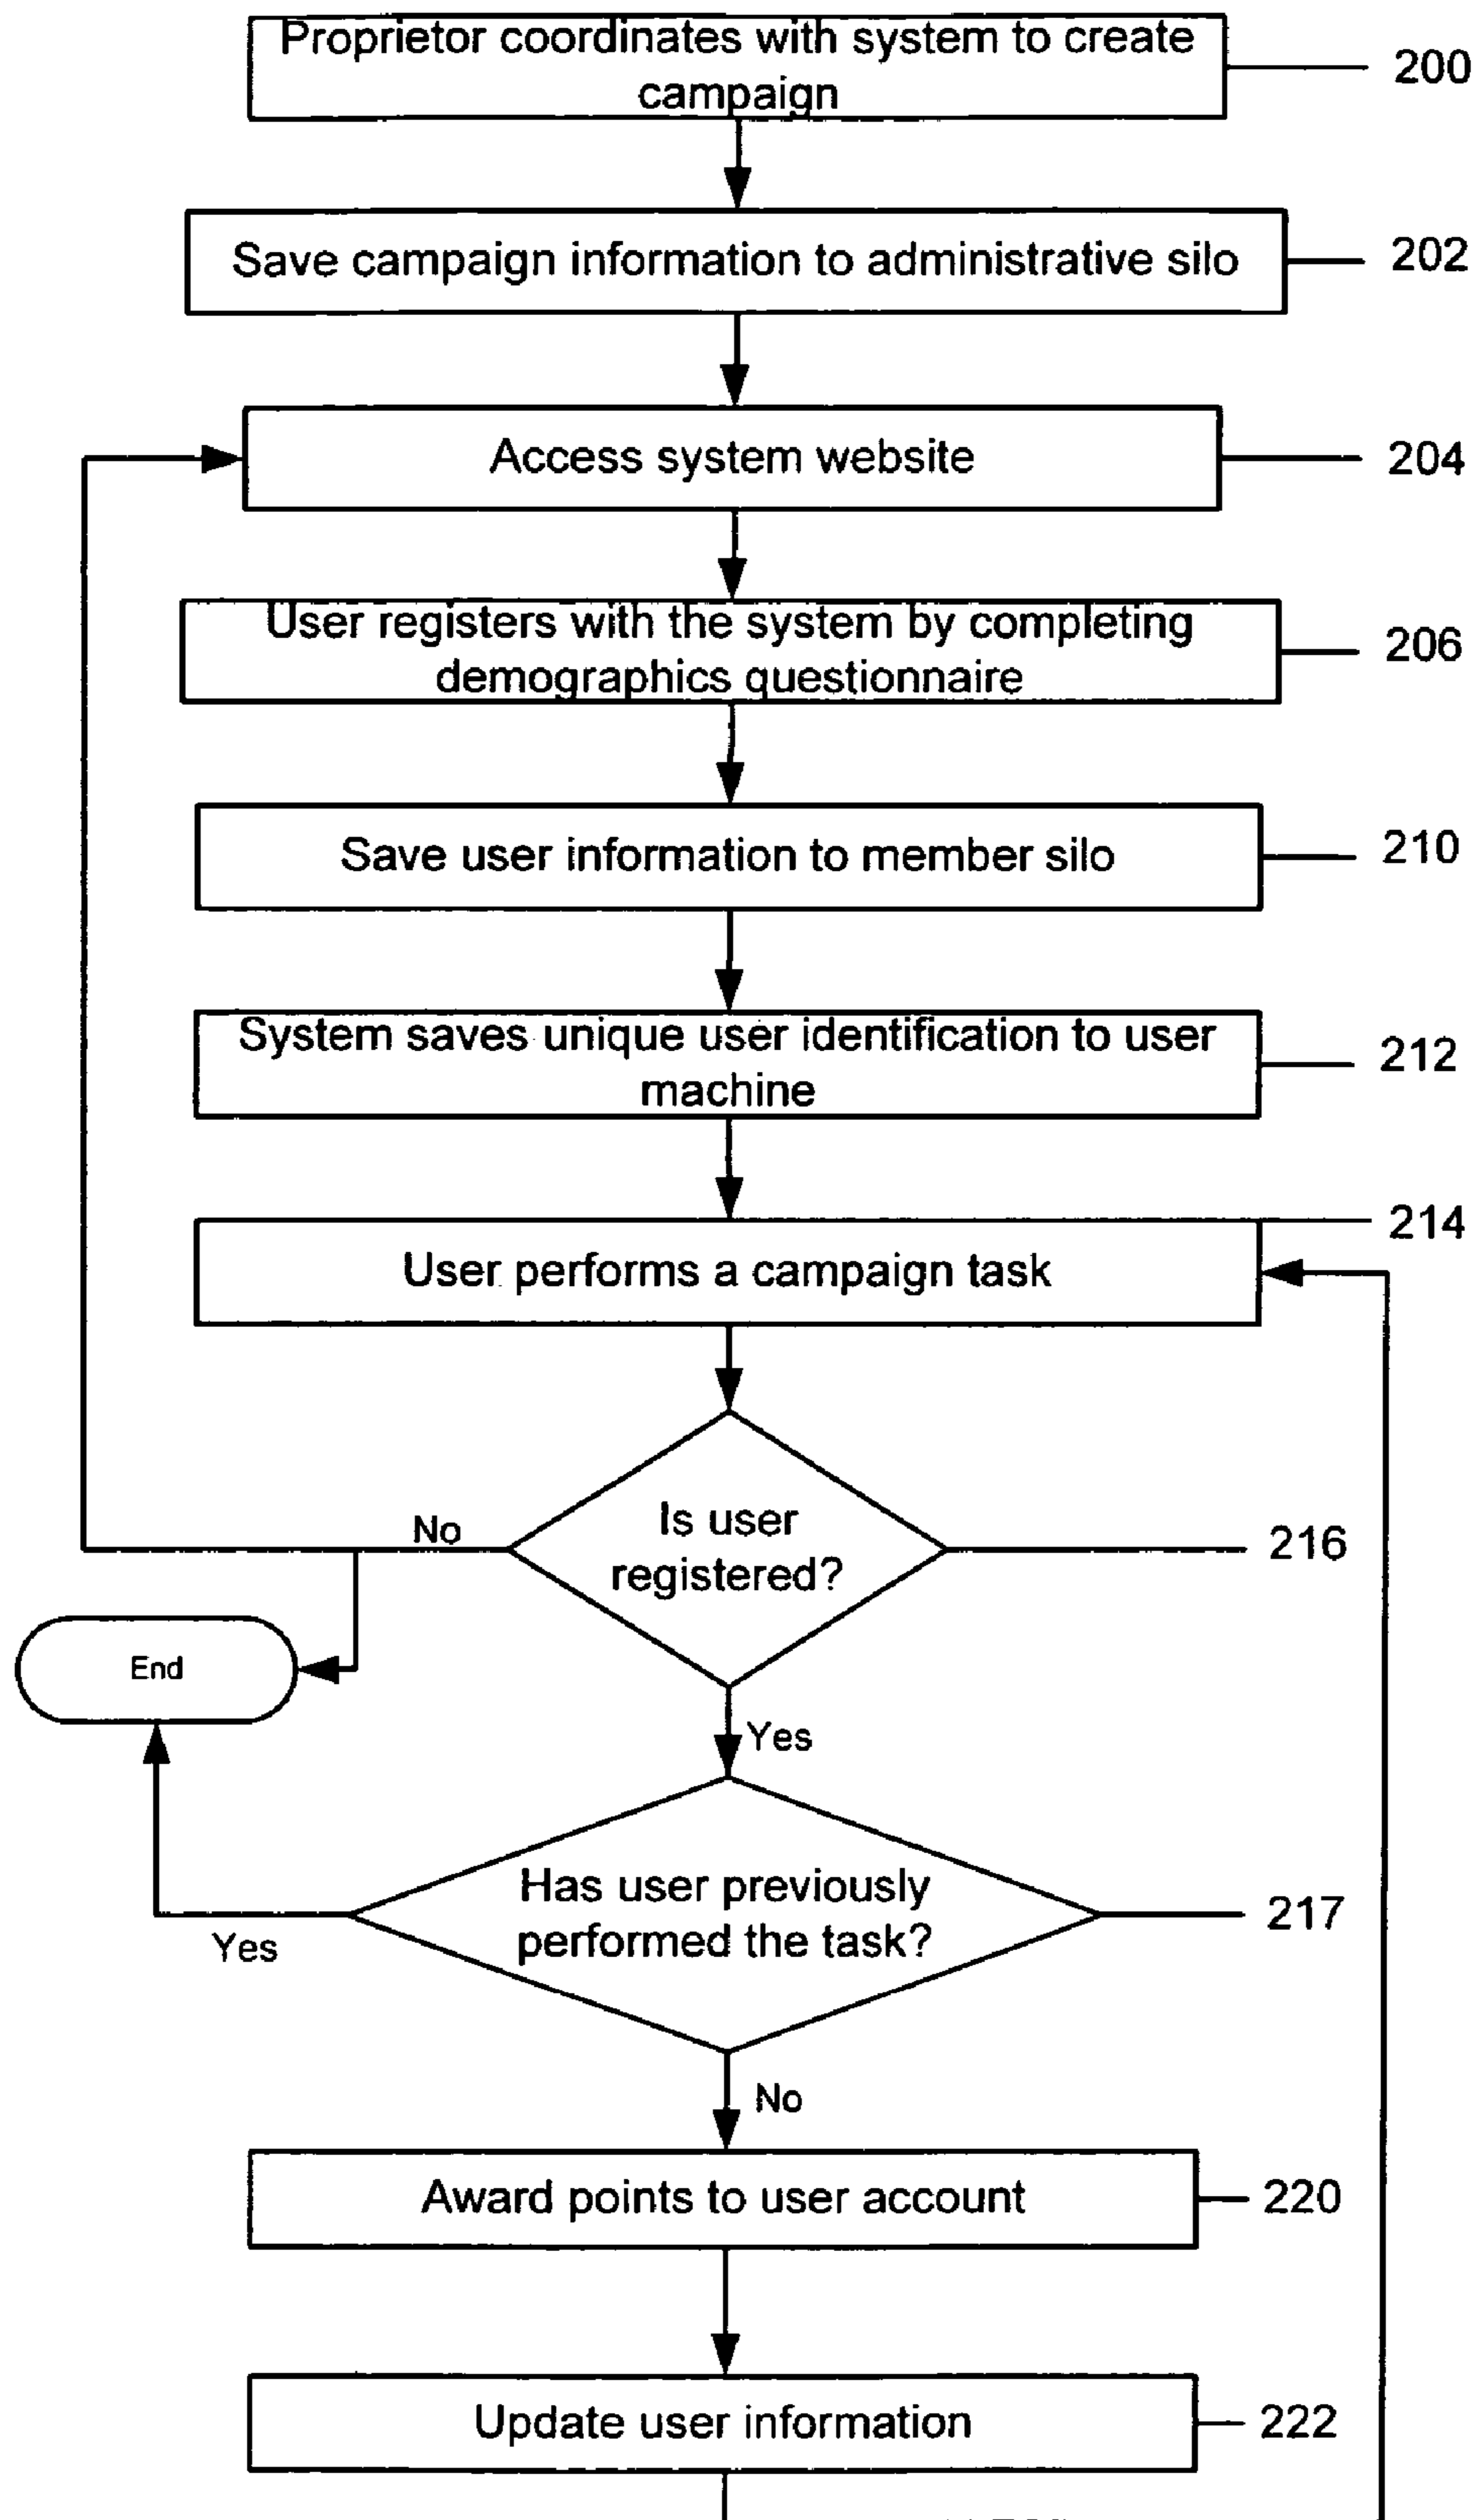 Proprietor coordinates with system to create
campaign
200
Save campaign information to administrative silo
202
Access system website
204
User registers with the system by completing
demographics questionnaire
206
Save user information to member silo
210
System saves unique user identification to user
machine
212
214
User performs a campaign task
Is user
registered?
No
216
End
Yes
Has user previously
performed the task?
217
Yes
No
Award points to user account
220
Update user information
222